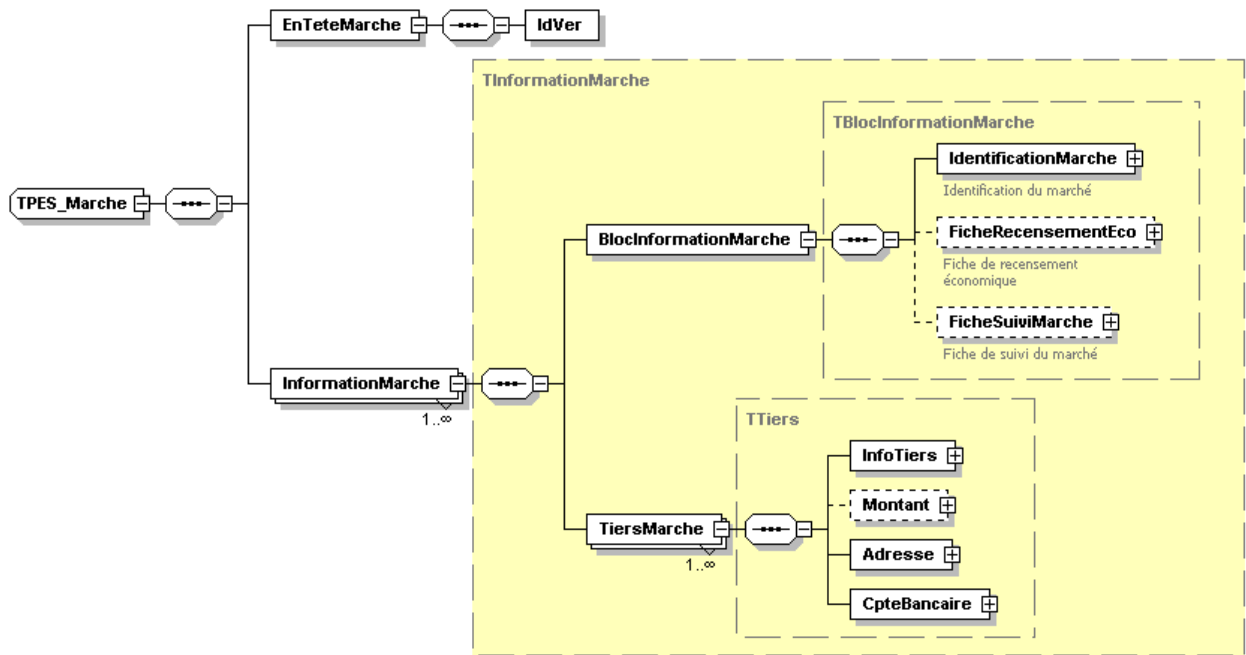 EnTeteMarche
IdVer
TInformationMarche
TBlocInformationMarche
IdentificationMarche
Identification du marché
TPES_Marche
BlocInformationMarche
FicheRecensementEco
Fiche de recensement
économique
FicheSuiviMarche
Fiche de suivi du marché
InformationMarche
1..∞
TTiers
InfoTiers
Montant
TiersMarche
1..∞
Adresse
CpteBancaire